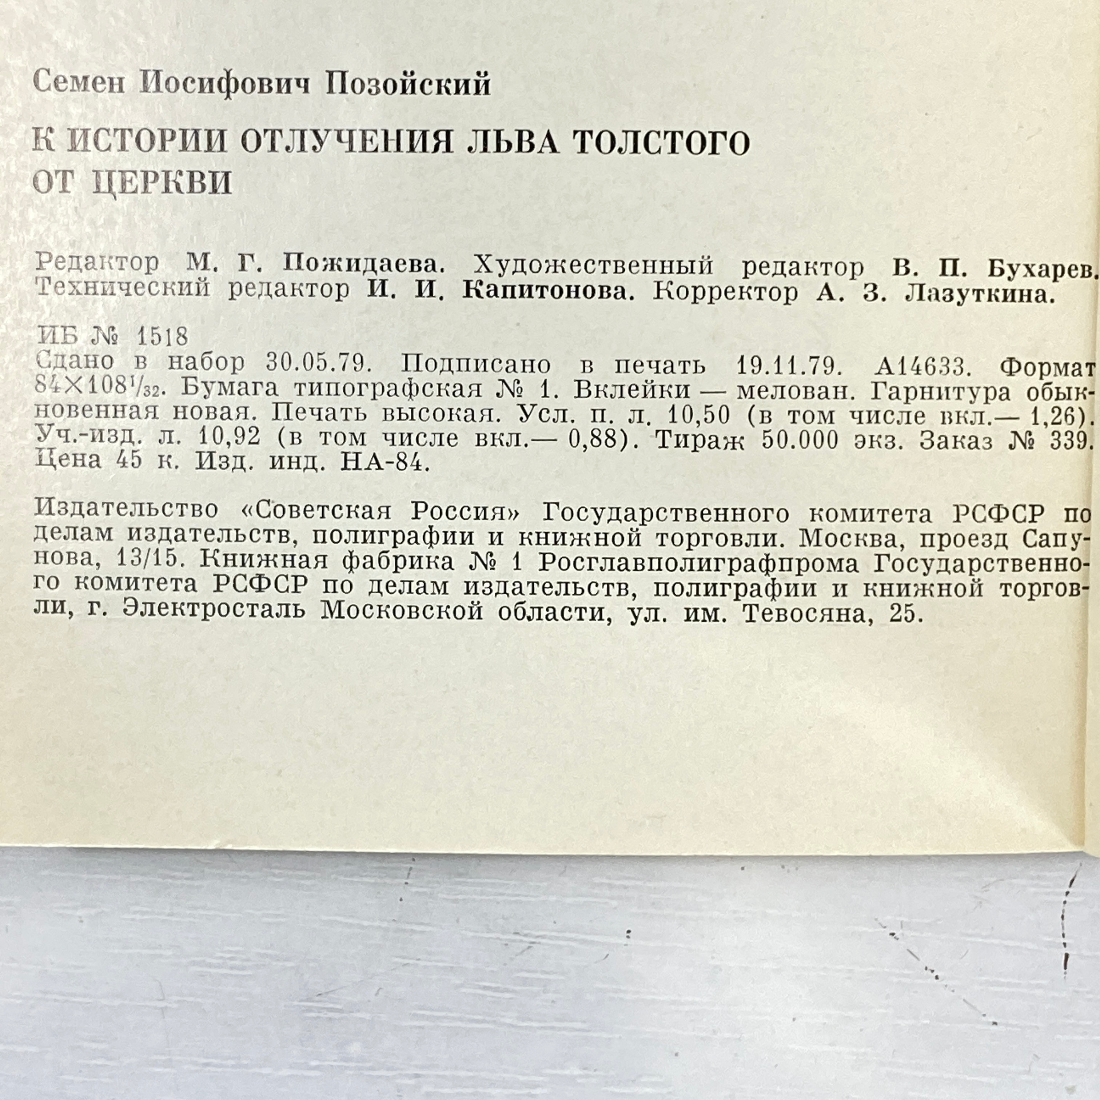 Семен Иосифович Позойский
К ИСТОРИИ ОТЛУЧЕНИЯ ЛЬВА ТОЛСТОГО
ОТ ЦЕРКВИ
Редактор М. Г. Пожидаева. Художественный редактор В. П. Бухарев.
Технический редактор И. И. Капитонова. Корректор А. З. Лазуткина.
ИБ № 1518
Сдано в набор 30.05.79. Подписано в печать 19.11.79. А14633. Формат
84×108¹/₃₂. Бумага типографская № 1. Вклейки — мелован. Гарнитура обык-
новенная новая. Печать высокая. Усл. п. л. 10,50 (в том числе вкл.— 1,26).
Уч.-изд. л. 10,92 (в том числе вкл.— 0,88). Тираж 50.000 экз. Заказ № 339.
Цена 45 к. Изд. инд. НА-84.
Издательство «Советская Россия» Государственного комитета РСФСР по
делам издательств, полиграфии и книжной торговли. Москва, проезд Сапу-
нова, 13/15. Книжная фабрика № 1 Росглавполиграфпрома Государственно-
го комитета РСФСР по делам издательств, полиграфии и книжной торгов-
ли, г. Электросталь Московской области, ул. им. Тевосяна, 25.